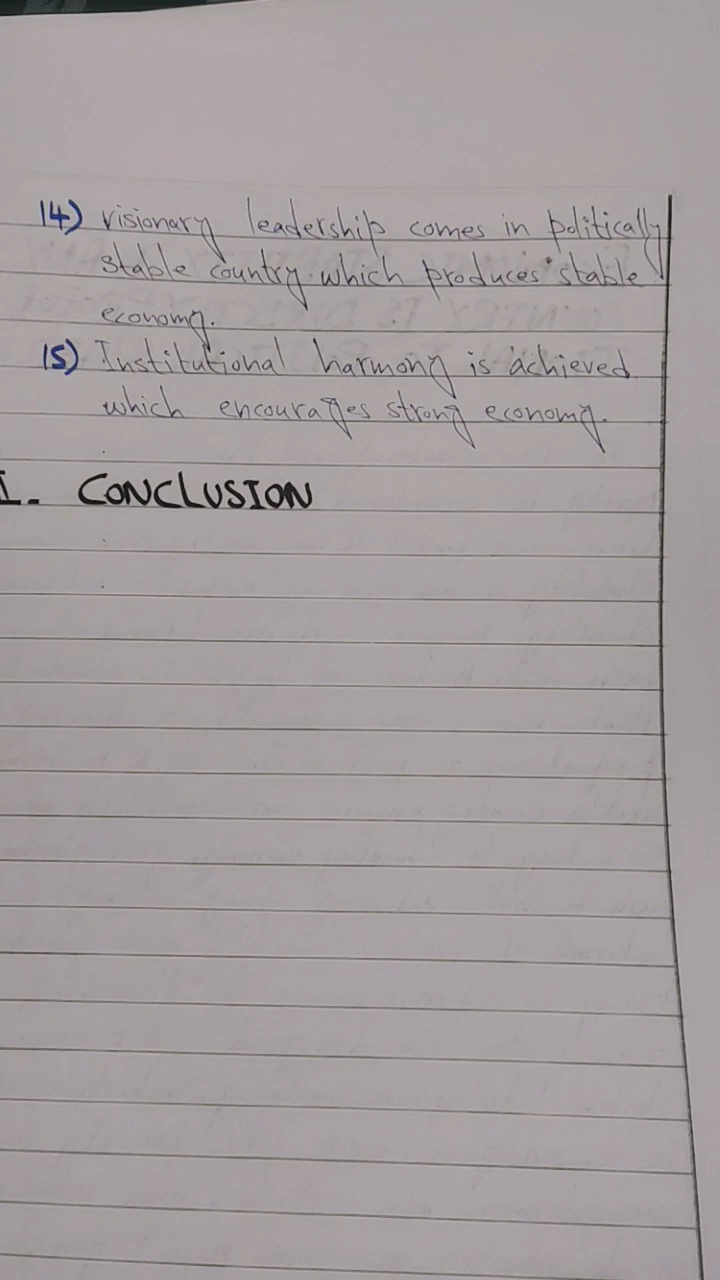 14) visionary leadership comes in politically
stable country which produces stable
economy.
15) Institutional harmony is achieved
which encourages strong economy.
I. CONCLUSION